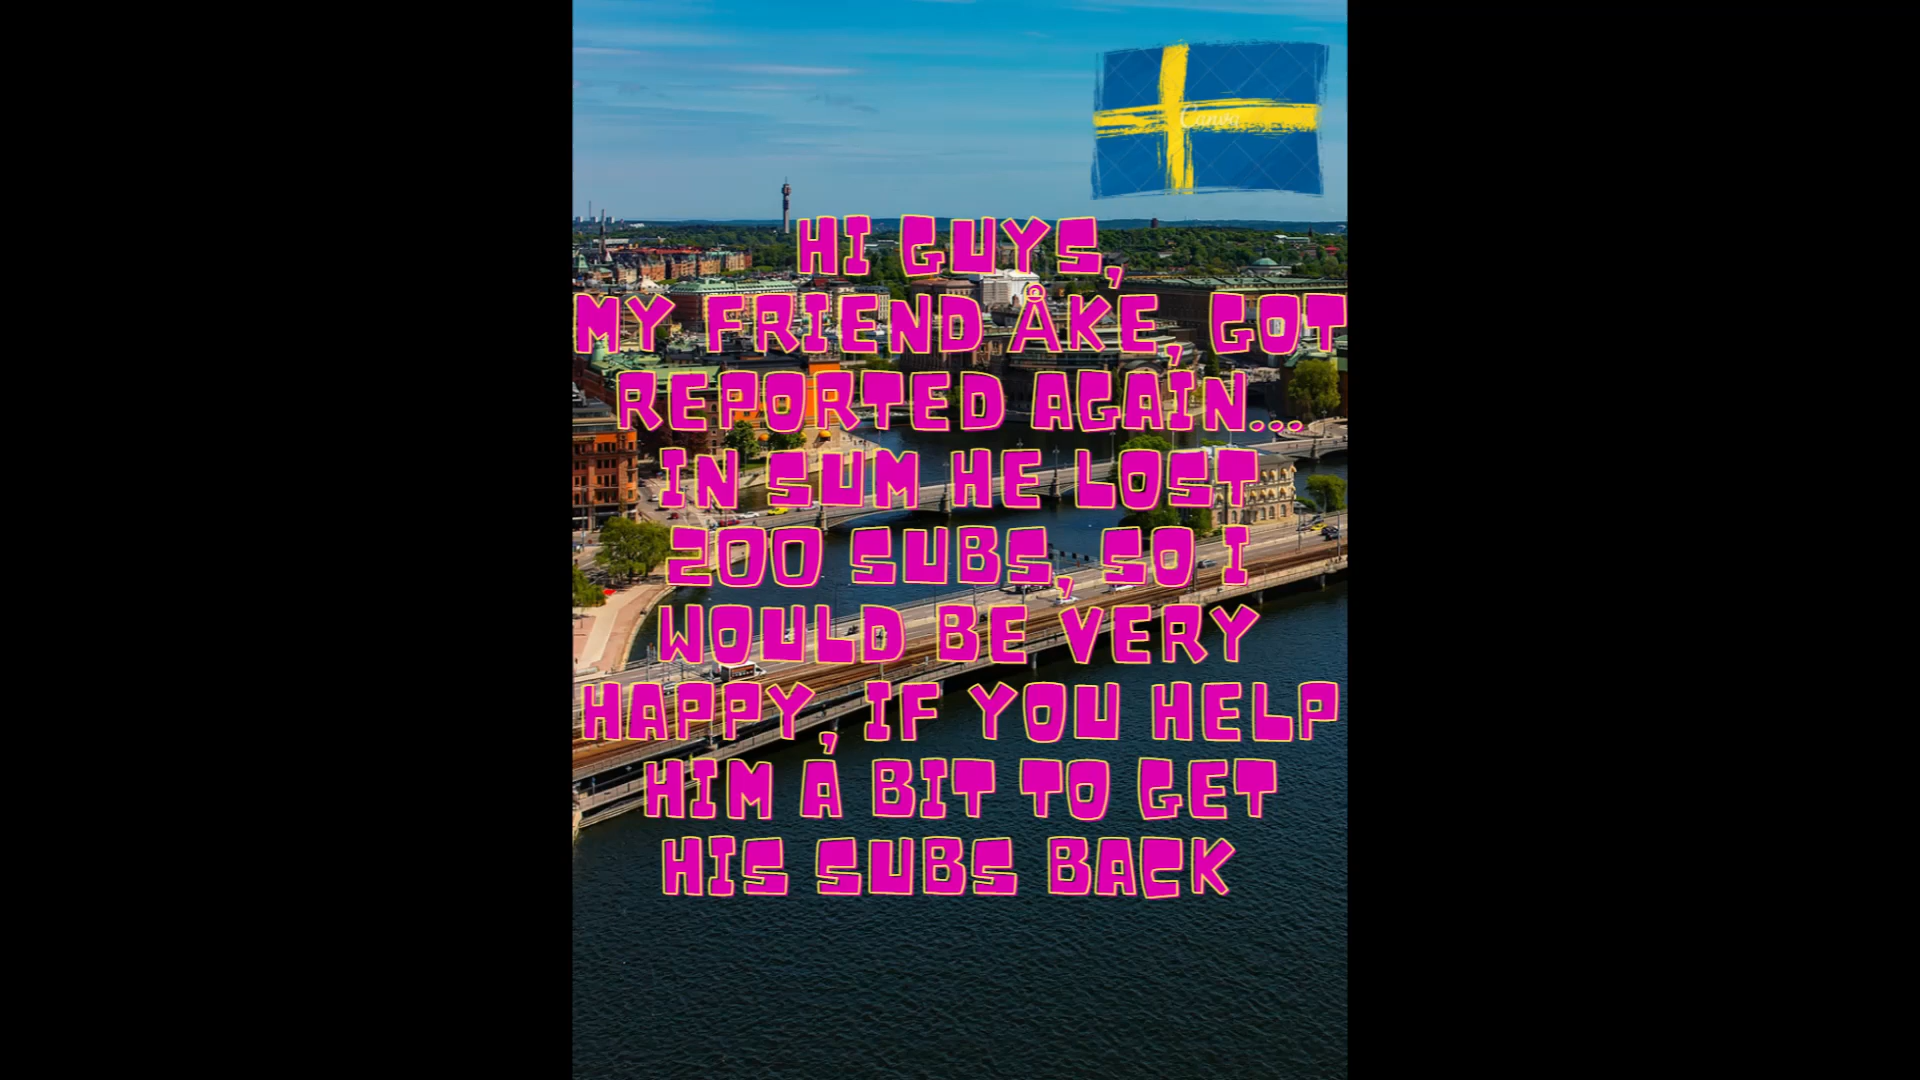 Canva
HI GUYS,
MY FRIEND ÅKE, GOT
REPORTED AGAIN...
IN SUM HE LOST
200 SUBS, SO I
WOULD BE VERY
HAPPY, IF YOU HELP
HIM A BIT TO GET
HIS SUBS BACK